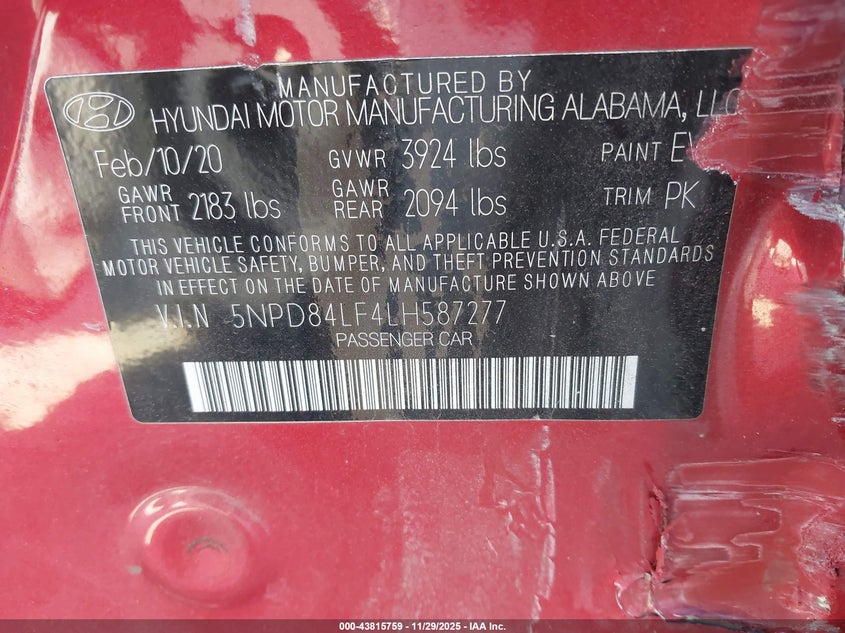 MANUFACTURED BY
HYUNDAI MOTOR MANUFACTURING ALABAMA, LLC
Feb/10/20 GVWR 3924 lbs PAINT
GAWR FRONT 2183 lbs GAWR REAR 2094 lbs TRIM PK
THIS VEHICLE CONFORMS TO ALL APPLICABLE U.S.A. FEDERAL
MOTOR VEHICLE SAFETY, BUMPER, AND THEFT PREVENTION STANDARDS
IN EFFECT ON THE DATE OF MANUFACTURE SHOWN ABOVE
V.I.N 5NPD84LF4LH587277
PASSENGER CAR
000-43815759 - 11/29/2025 - IAA Inc.